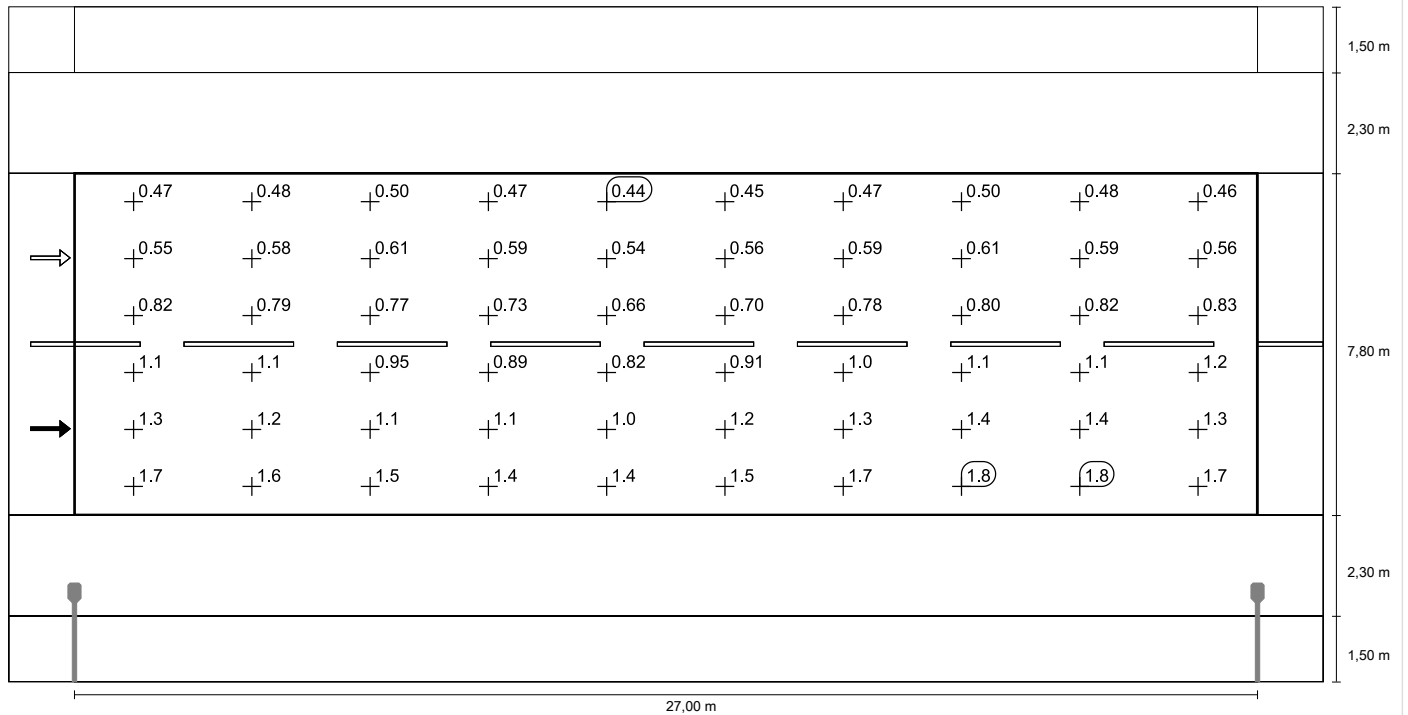 1,50 m
2,30 m
0.47 0.48 0.50 0.47 0.44 0.45 0.47 0.50 0.48 0.46
0.55 0.58 0.61 0.59 0.54 0.56 0.59 0.61 0.59 0.56
0.82 0.79 0.77 0.73 0.66 0.70 0.78 0.80 0.82 0.83
7,80 m
1.1 1.1 0.95 0.89 0.82 0.91 1.0 1.1 1.1 1.2
1.3 1.2 1.1 1.1 1.0 1.2 1.3 1.4 1.4 1.3
1.7 1.6 1.5 1.4 1.4 1.5 1.7 1.8 1.8 1.7
2,30 m
1,50 m
27,00 m